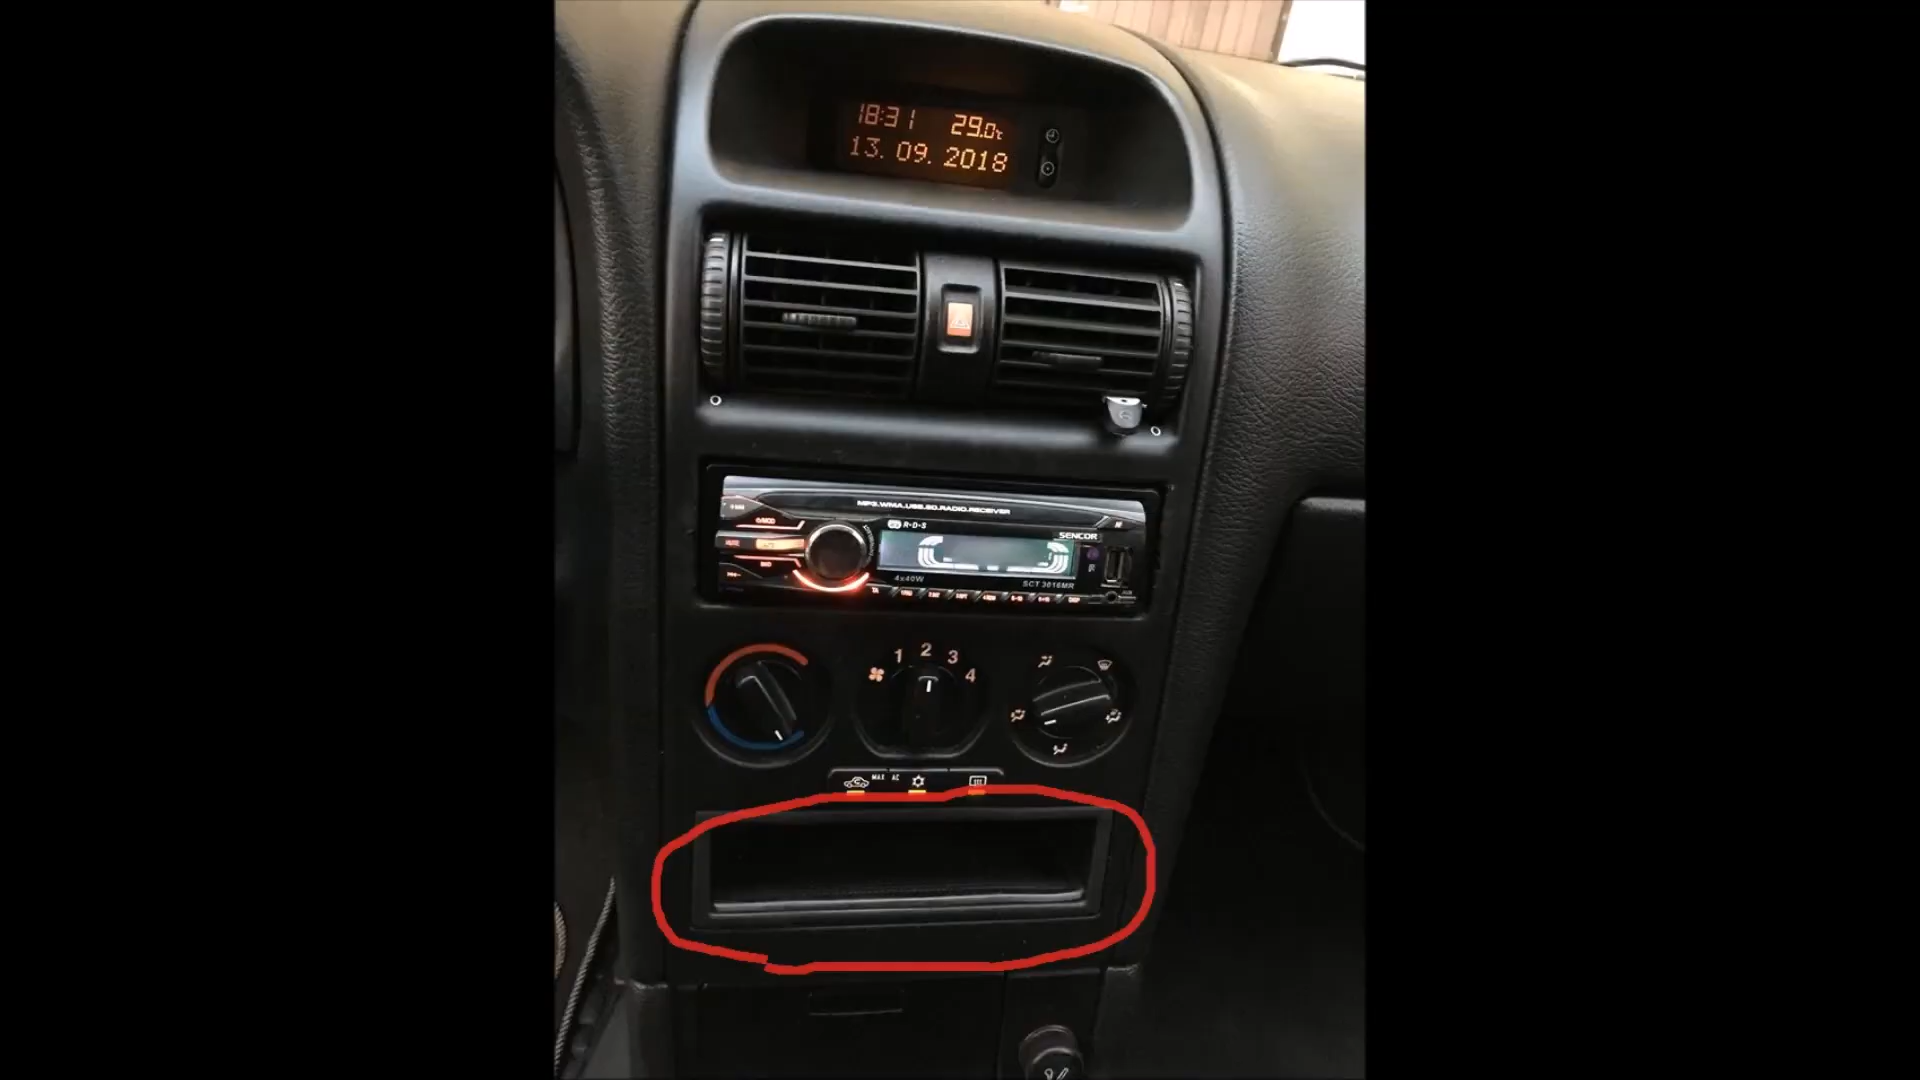 18:31 29.0℃
13. 09. 2018
MP3.WMA.USB.SD.RADIO.RECEIVER
R·D·S
SENCOR
MUTE
4x40W
SCT 3016MR
1 2 3 4
MAX AC